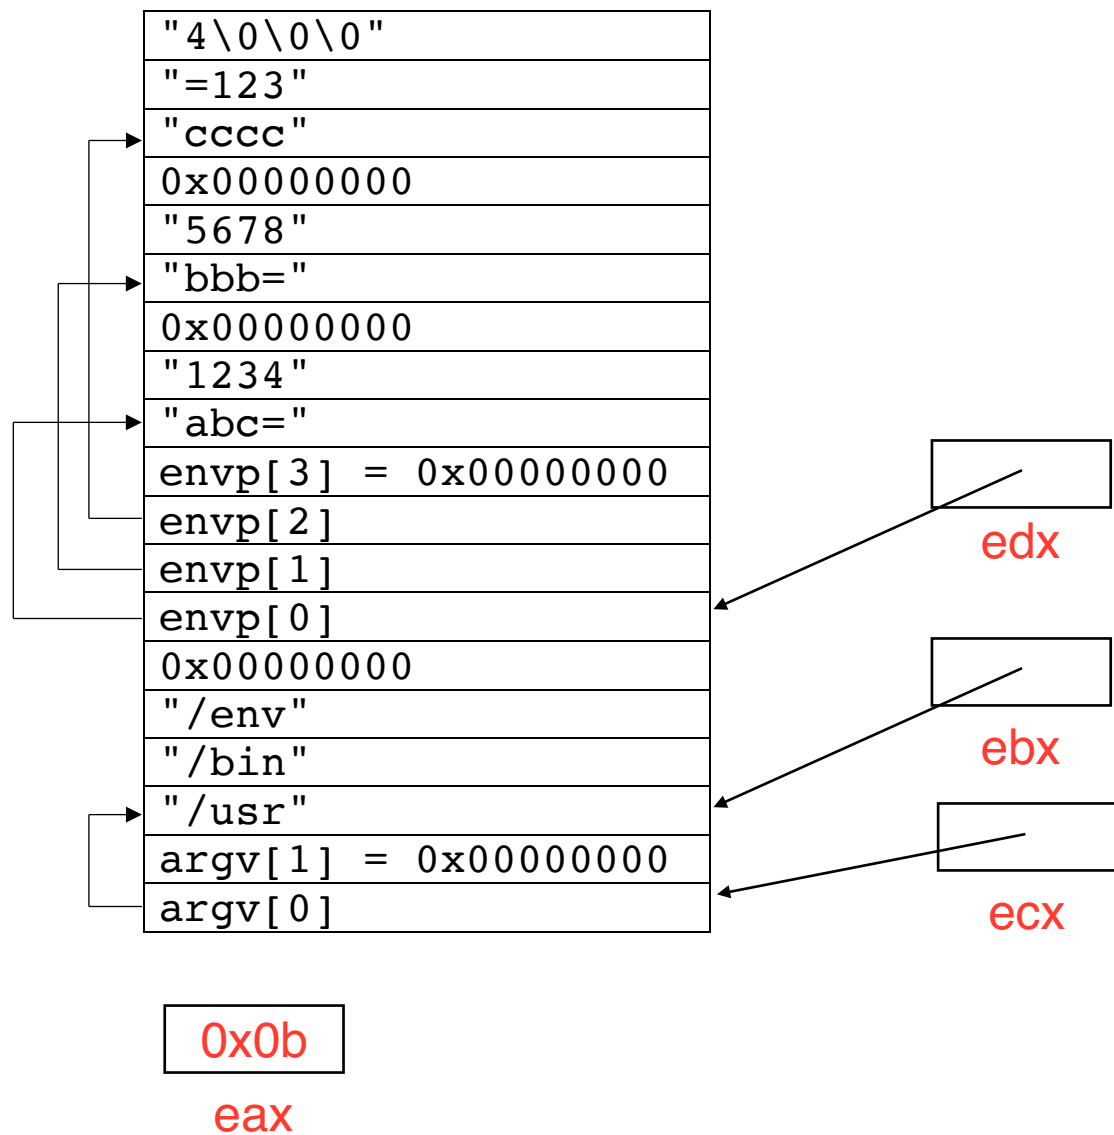 "4\0\0\0"
"=123"
"cccc"
0x00000000
"5678"
"bbb="
0x00000000
"1234"
"abc="
envp[3] = 0x00000000
envp[2]
envp[1]
envp[0]
0x00000000
"/env"
"/bin"
"/usr"
argv[1] = 0x00000000
argv[0]
edx
ebx
ecx
0x0b
eax